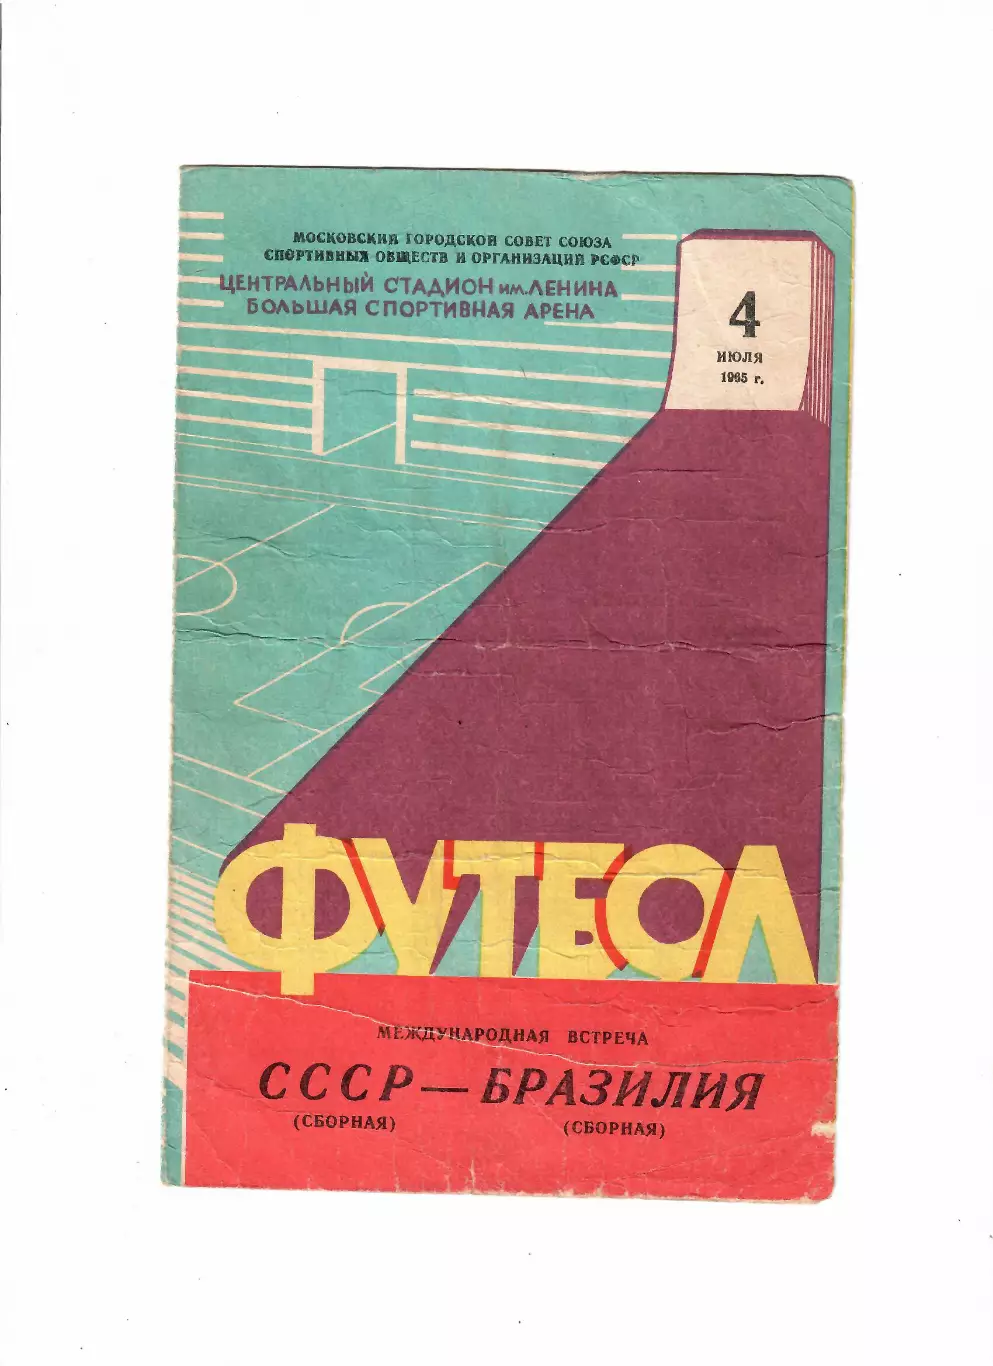 МОСКОВСКИЙ ГОРОДСКОЙ СОВЕТ СОЮЗА
СПОРТИВНЫХ ОБЩЕСТВ И ОРГАНИЗАЦИЙ РСФСР
ЦЕНТРАЛЬНЫЙ СТАДИОН им. ЛЕНИНА
БОЛЬШАЯ СПОРТИВНАЯ АРЕНА
4
ИЮЛЯ
1965 г.
ФУТБОЛ
МЕЖДУНАРОДНАЯ ВСТРЕЧА
СССР — БРАЗИЛИЯ
(СБОРНАЯ) (СБОРНАЯ)